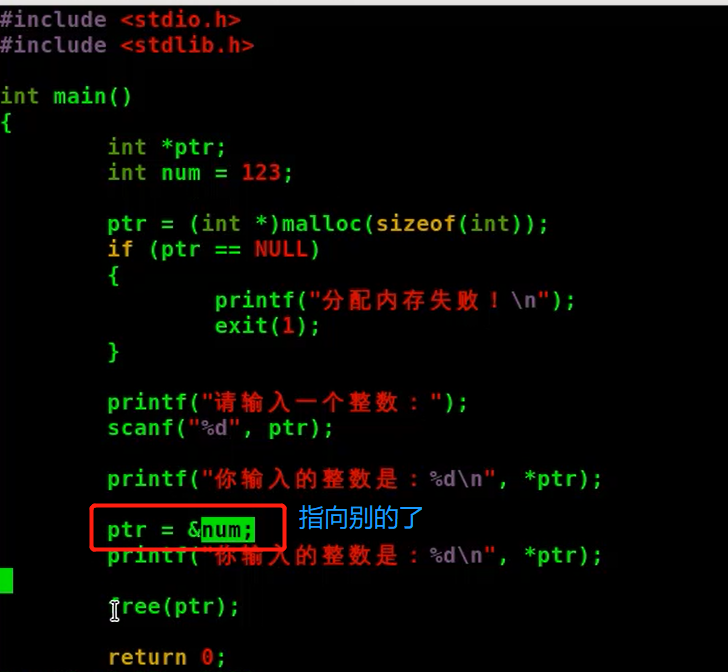 #include <stdio.h>
#include <stdlib.h>
int main()
{
int *ptr;
int num = 123;
ptr = (int *)malloc(sizeof(int));
if (ptr == NULL)
{
printf("分配内存失败！\n");
exit(1);
}
printf("请输入一个整数：");
scanf("%d", ptr);
printf("你输入的整数是：%d\n", *ptr);
ptr = &num; 指向别的了
printf("你输入的整数是：%d\n", *ptr);
free(ptr);
return 0;